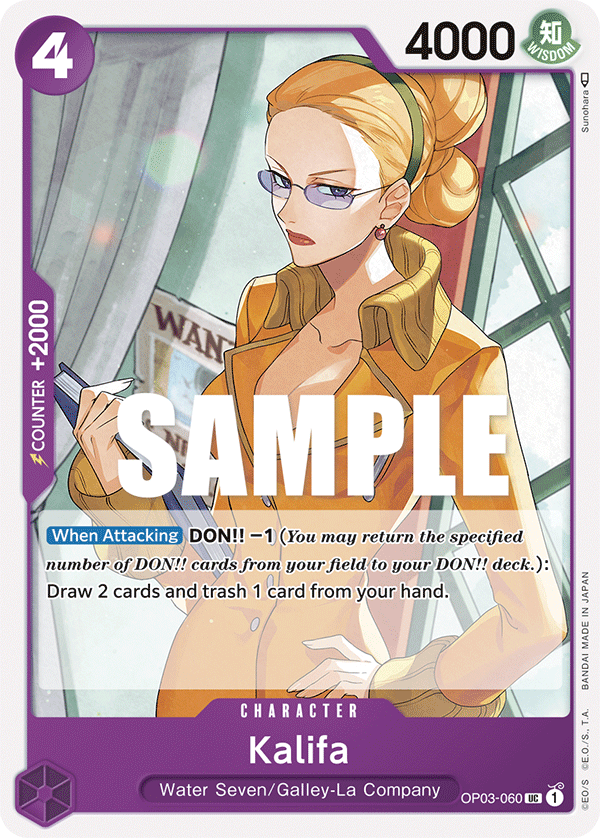 4
4000
知
WISDOM
Sunohara
COUNTER +2000
WAN
SAMPLE
When Attacking DON!! −1 (You may return the specified
number of DON!! cards from your field to your DON!! deck.):
Draw 2 cards and trash 1 card from your hand.
CHARACTER
Kalifa
Water Seven/Galley-La Company
OP03-060 UC 1
©E.O/S ©E.O./S., T.A. BANDAI MADE IN JAPAN